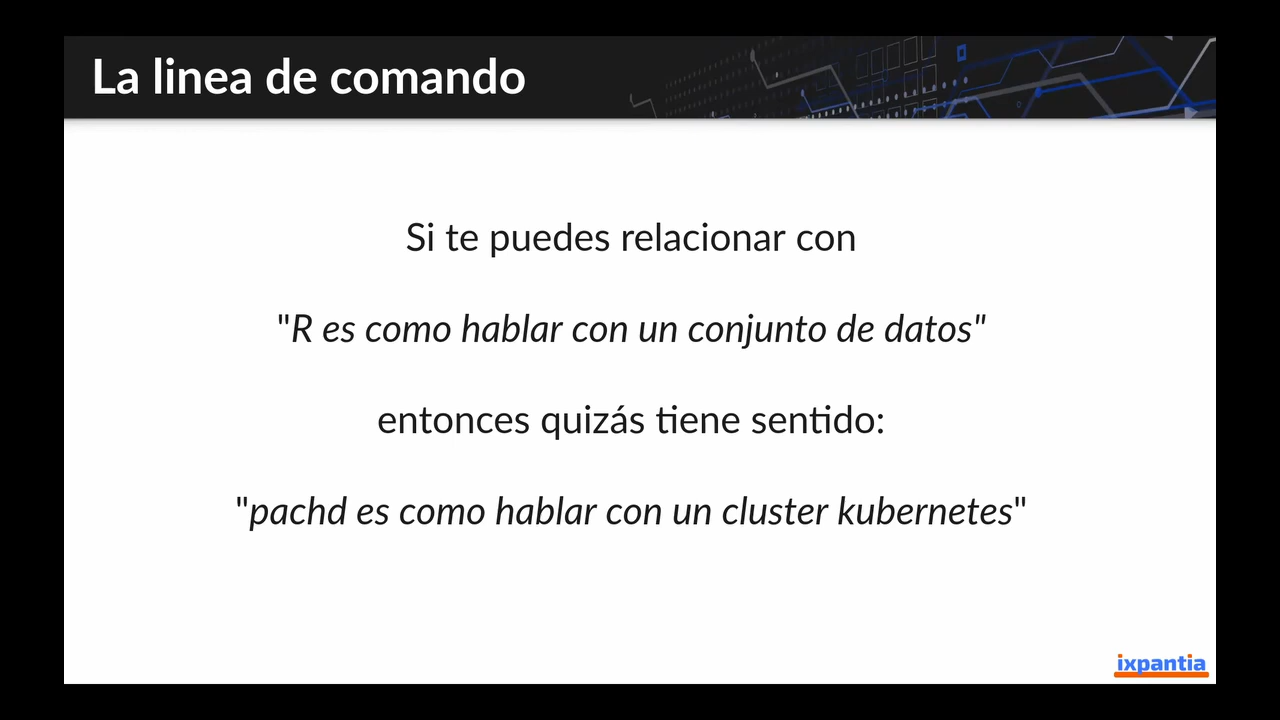 La linea de comando
Si te puedes relacionar con
"R es como hablar con un conjunto de datos"
entonces quizás tiene sentido:
"pachd es como hablar con un cluster kubernetes"
ixpantia